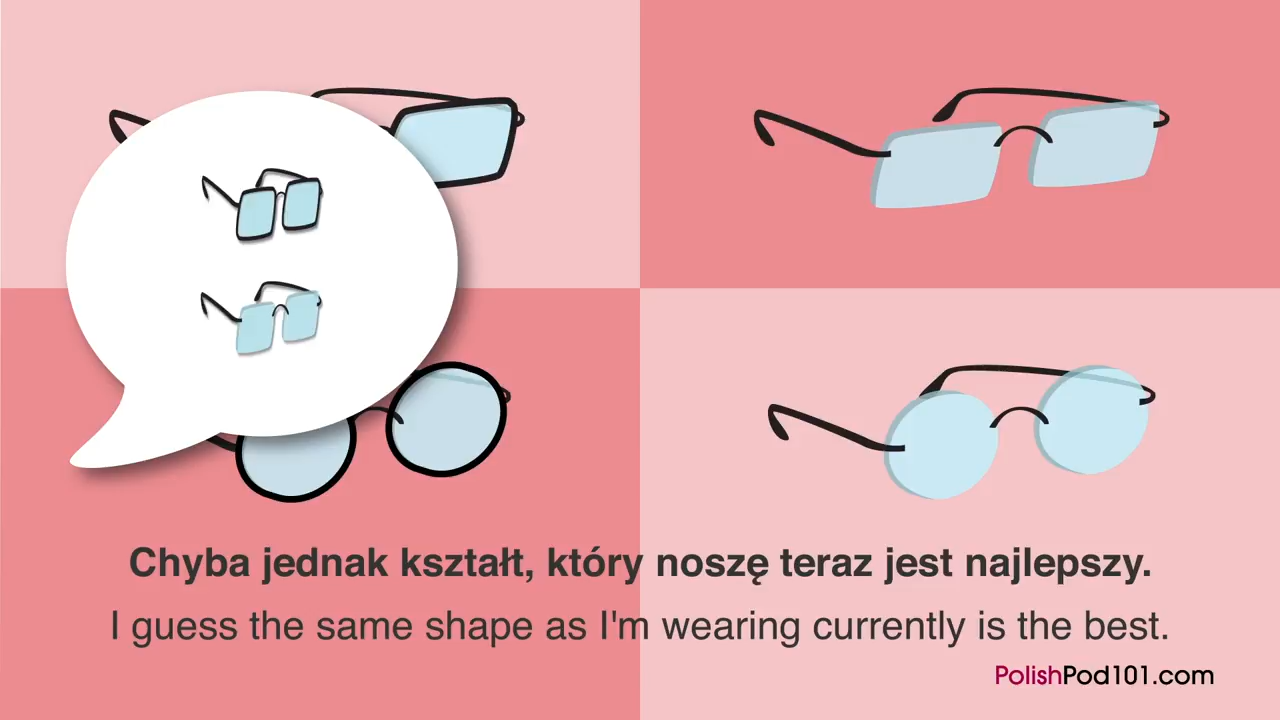 Chyba jednak kształt, który noszę teraz jest najlepszy.
I guess the same shape as I'm wearing currently is the best.
PolishPod101.com